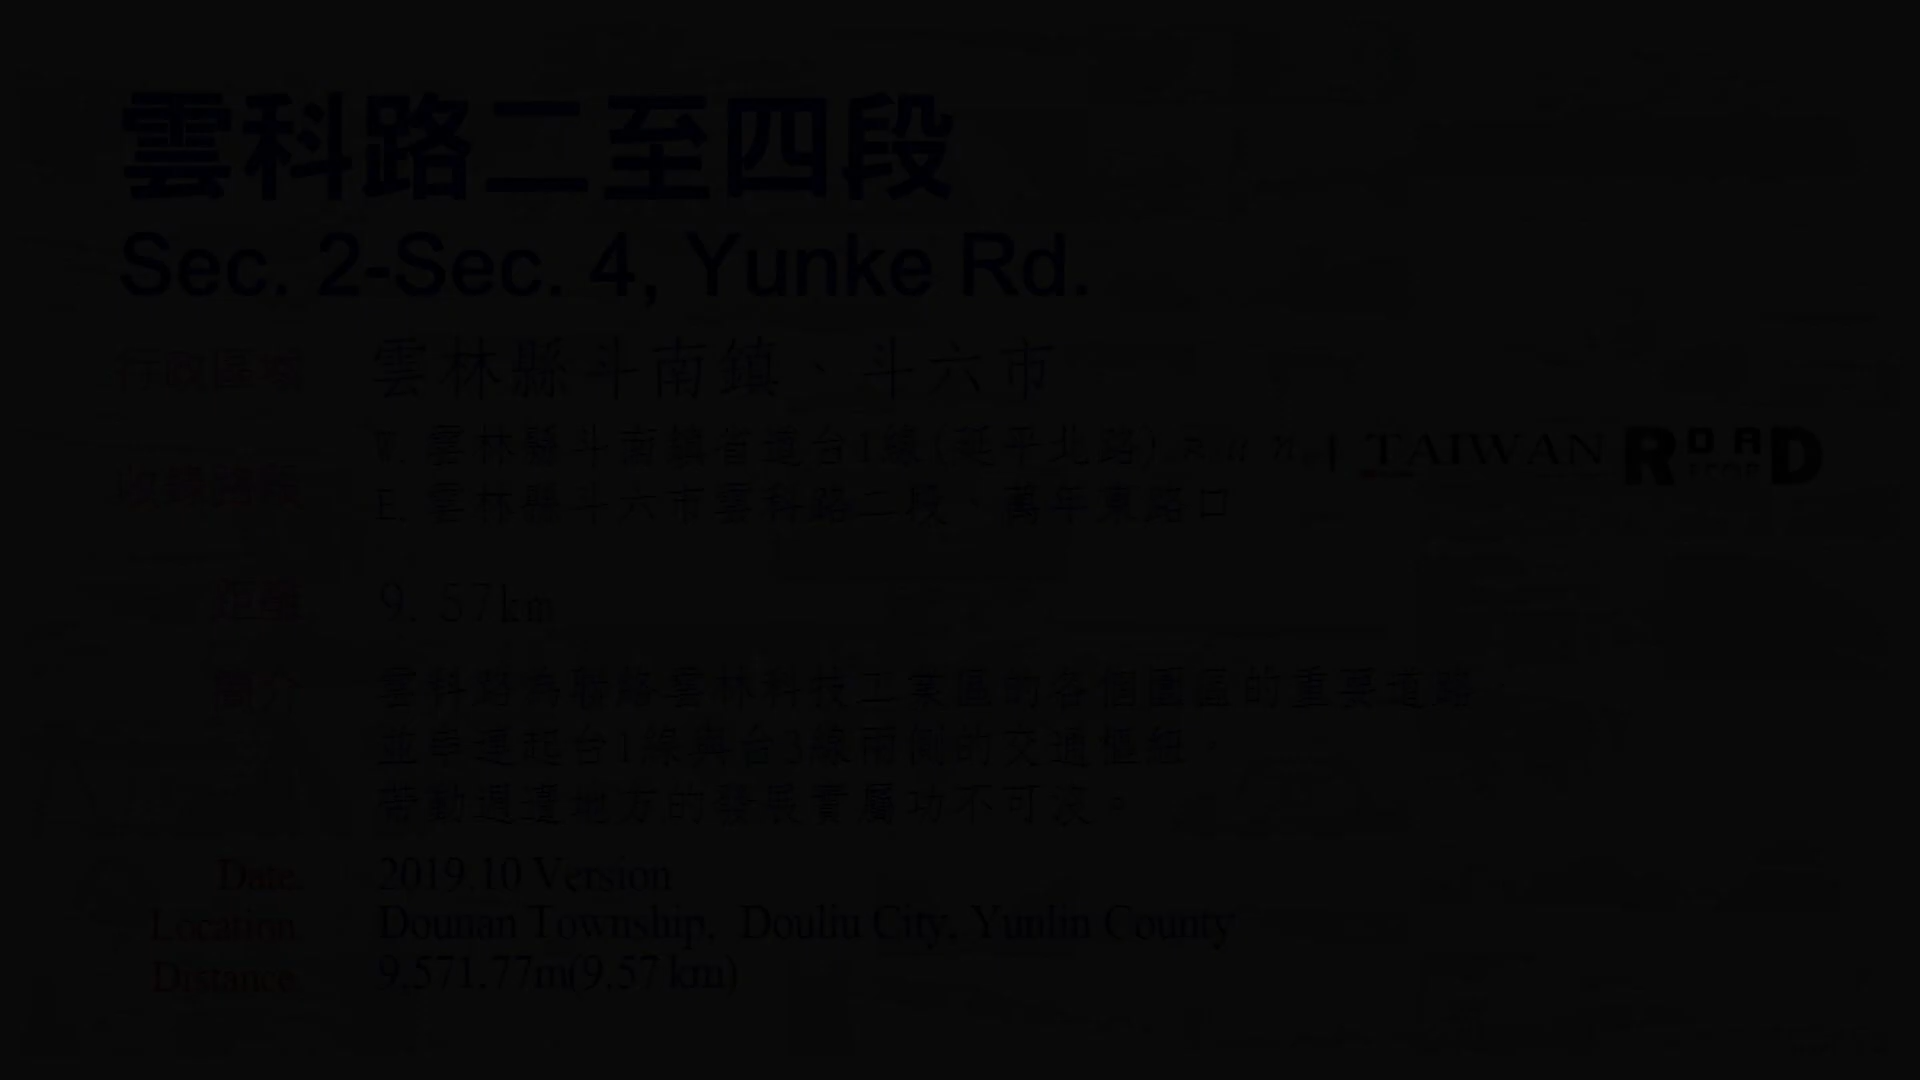 雲科路二至四段
Sec. 2-Sec. 4, Yunke Rd.
行政區域 雲林縣斗南鎮、斗六市
收錄路段 W. 雲林縣斗南鎮省道台1線(延平北路)
E. 雲林縣斗六市雲科路二段、萬年東路口
TAIWAN ROAD
距離 9.57km
簡介 雲科路為聯絡雲林科技工業區的各個園區的重要道路
並串連起台1線與台3線兩側的交通樞紐，
帶動週邊地方的發展實屬功不可沒。
Date. 2019.10 Version
Location. Dounan Township, Douliu City, Yunlin County
Distance. 9,571.77m(9.57 km)